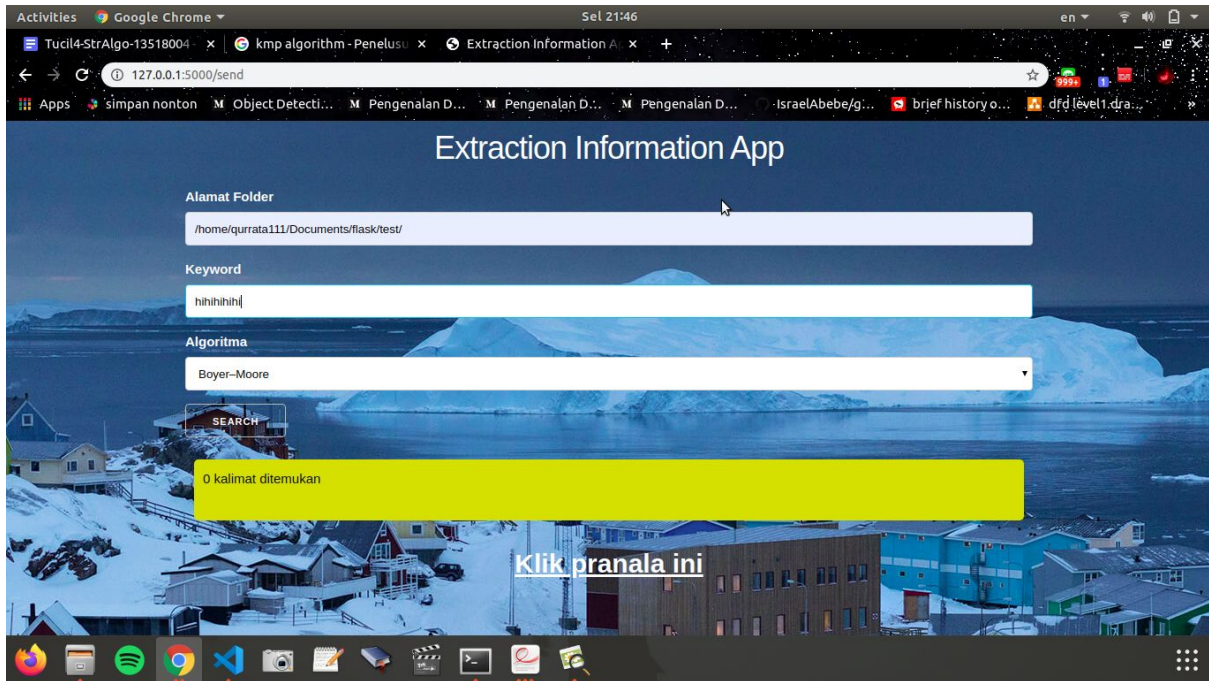 Activities Google Chrome Sel 21:46 en
Tucil4-StrAlgo-13518004- kmp algorithm - Penelusu Extraction Information A
127.0.0.1:5000/send 999+ 1
Apps simpan nonton Object Detecti... Pengenalan D... Pengenalan D... Pengenalan D... IsraelAbebe/g... brief history o... dfd level1.dra... »
Extraction Information App
Alamat Folder
/home/qurrata111/Documents/flask/test/
Keyword
hihihihihi
Algoritma
Boyer–Moore
SEARCH
0 kalimat ditemukan
Klik pranala ini